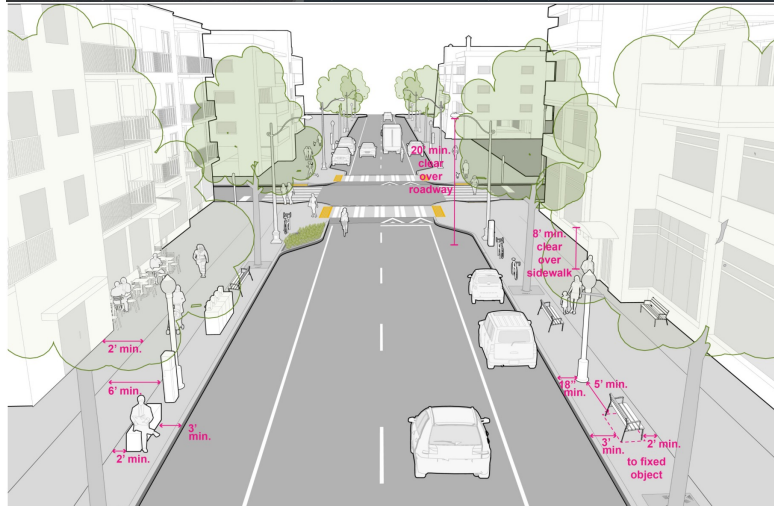 20' min.
clear
over
roadway
8' min.
clear
over
sidewalk
2' min.
6' min.
3'
min.
2' min.
18"
min.
5' min.
3'
min.
2' min.
to fixed
object